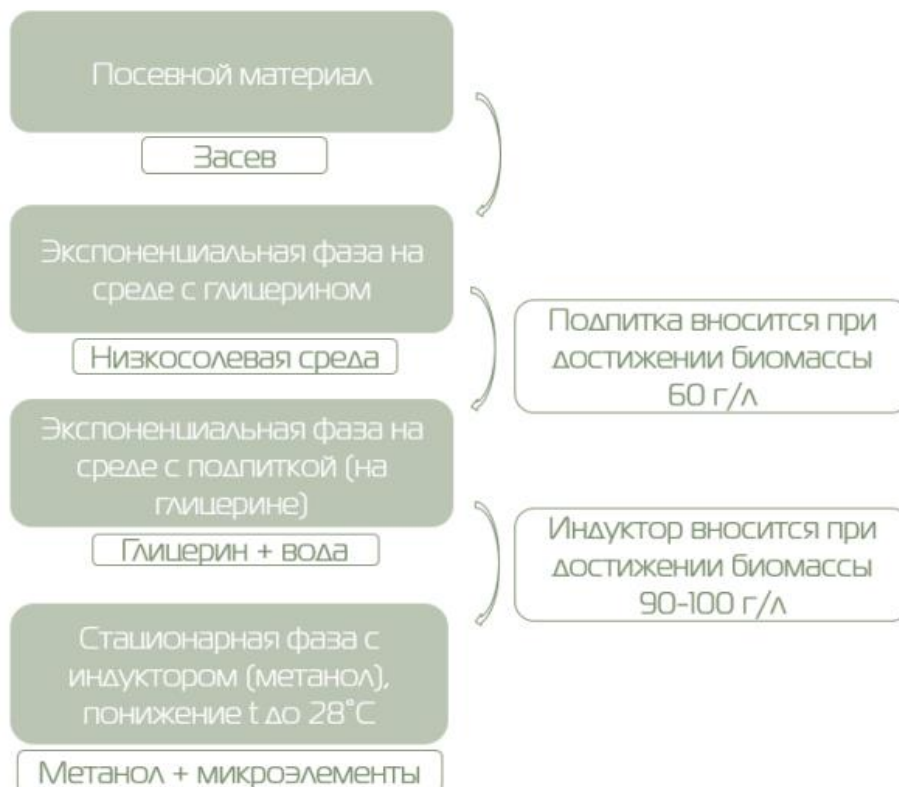 Посевной материал
Засев
Экспоненциальная фаза на
среде с глицерином
Низкосолевая среда
Подпитка вносится при
достижении биомассы
60 г/л
Экспоненциальная фаза на
среде с подпиткой (на
глицерине)
Глицерин + вода
Индуктор вносится при
достижении биомассы
90-100 г/л
Стационарная фаза с
индуктором (метанол),
понижение t до 28°C
Метанол + микроэлементы